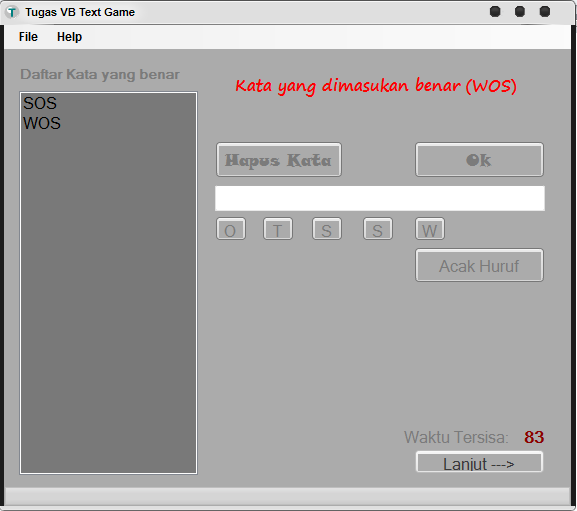 Tugas VB Text Game
File Help
Daftar Kata yang benar
SOS
WOS
Kata yang dimasukan benar (WOS)
Hapus Kata
Ok
O T S S W
Acak Huruf
Waktu Tersisa: 83
Lanjut --->